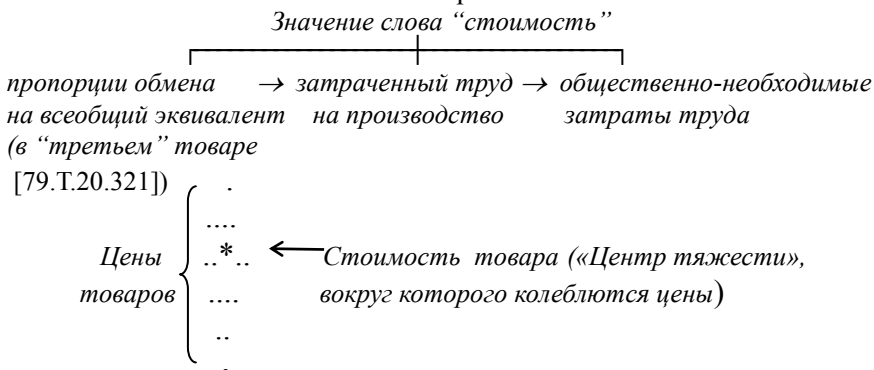 Значение слова “стоимость”
пропорции обмена → затраченный труд → общественно-необходимые
на всеобщий эквивалент на производство затраты труда
(в “третьем” товаре
[79.Т.20.321])
.
....
Цены ..*.. Стоимость товара («Центр тяжести»,
товаров .... вокруг которого колеблются цены)
..
.